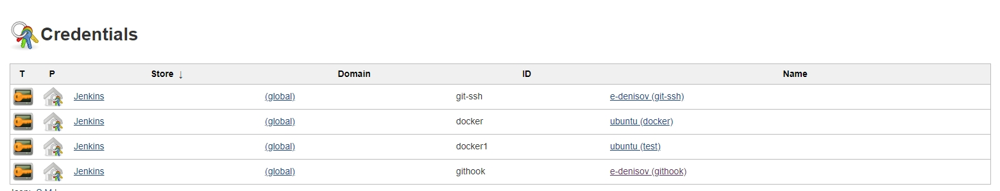 Credentials
T P Store ↓ Domain ID Name
Jenkins (global) git-ssh e-denisov (git-ssh)
Jenkins (global) docker ubuntu (docker)
Jenkins (global) docker1 ubuntu (test)
Jenkins (global) githook e-denisov (githook)